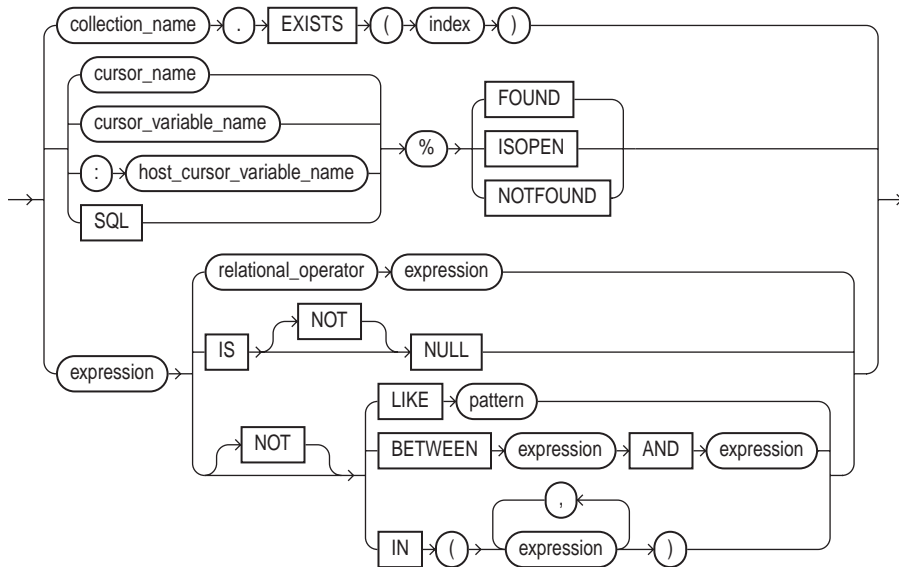 collection_name . EXISTS ( index )
cursor_name
cursor_variable_name
: host_cursor_variable_name
SQL
% 
FOUND
ISOPEN
NOTFOUND
relational_operator expression
IS NOT NULL
expression
NOT
LIKE pattern
BETWEEN expression AND expression
,
IN ( expression )